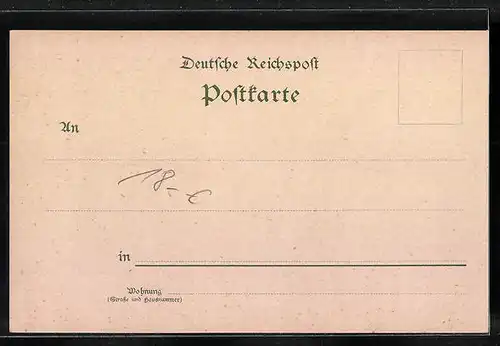 Deutsche Reichspost
Postkarte
An
18,- €
in
Wohnung
(Straße und Hausnummer)